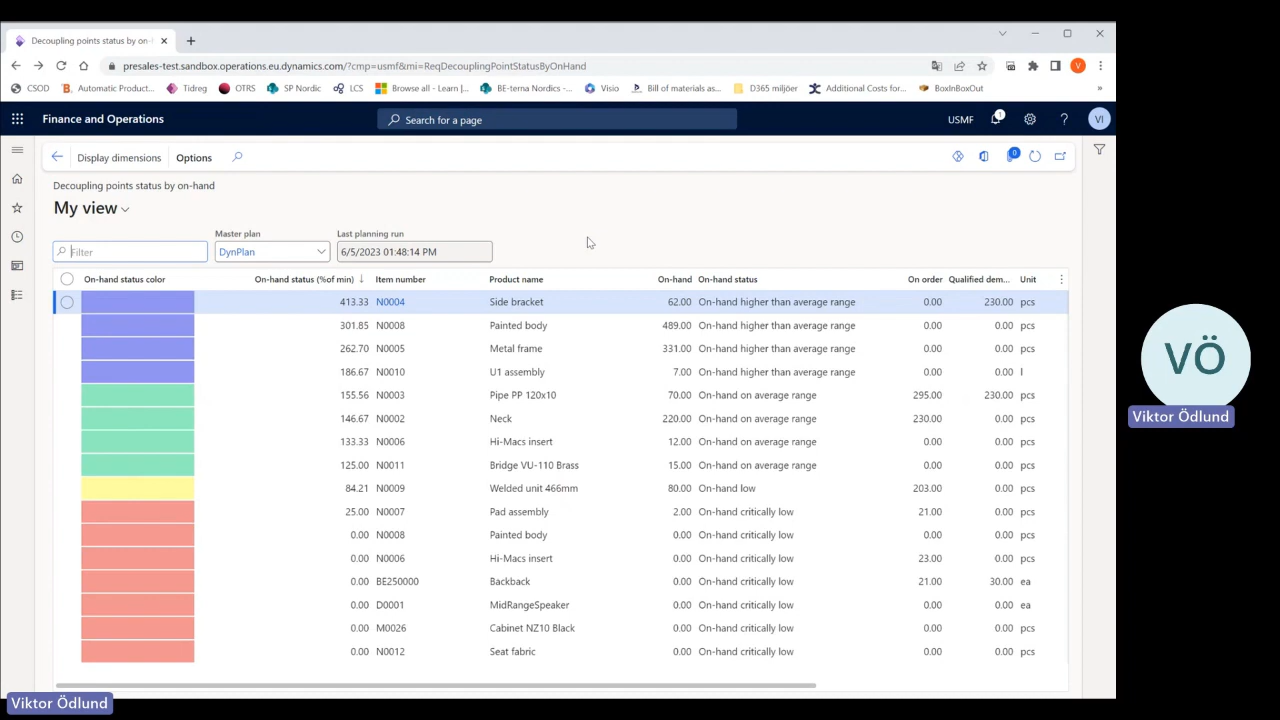 Decoupling points status by on-
presales-test.sandbox.operations.eu.dynamics.com/?cmp=usmf&mi=ReqDecouplingPointStatusByOnHand
CSOD Automatic Product... Tidreg OTRS SP Nordic LCS Browse all - Learn |... BE-terna Nordics -... Visio Bill of materials as... D365 miljöer Additional Costs for... BoxInBoxOut »
Finance and Operations Search for a page USMF 1 ? VI
Display dimensions Options 0
Decoupling points status by on-hand
My view
Master plan Last planning run
Filter DynPlan 6/5/2023 01:48:14 PM
On-hand status color On-hand status (%of min) ↓ Item number Product name On-hand On-hand status On order Qualified dem... Unit
413.33 N0004 Side bracket 62.00 On-hand higher than average range 0.00 230.00 pcs
301.85 N0008 Painted body 489.00 On-hand higher than average range 0.00 0.00 pcs
262.70 N0005 Metal frame 331.00 On-hand higher than average range 0.00 0.00 pcs
186.67 N0010 U1 assembly 7.00 On-hand higher than average range 0.00 0.00 l
155.56 N0003 Pipe PP 120x10 70.00 On-hand on average range 295.00 230.00 pcs
146.67 N0002 Neck 220.00 On-hand on average range 230.00 0.00 pcs
133.33 N0006 Hi-Macs insert 12.00 On-hand on average range 0.00 0.00 pcs
125.00 N0011 Bridge VU-110 Brass 15.00 On-hand on average range 0.00 0.00 pcs
84.21 N0009 Welded unit 466mm 80.00 On-hand low 203.00 0.00 pcs
25.00 N0007 Pad assembly 2.00 On-hand critically low 21.00 0.00 pcs
0.00 N0008 Painted body 0.00 On-hand critically low 0.00 0.00 pcs
0.00 N0006 Hi-Macs insert 0.00 On-hand critically low 23.00 0.00 pcs
0.00 BE250000 Backback 0.00 On-hand critically low 21.00 30.00 ea
0.00 D0001 MidRangeSpeaker 0.00 On-hand critically low 0.00 0.00 ea
0.00 M0026 Cabinet NZ10 Black 0.00 On-hand critically low 0.00 0.00 pcs
0.00 N0012 Seat fabric 0.00 On-hand critically low 0.00 0.00 pcs
Viktor Ödlund
VÖ
Viktor Ödlund